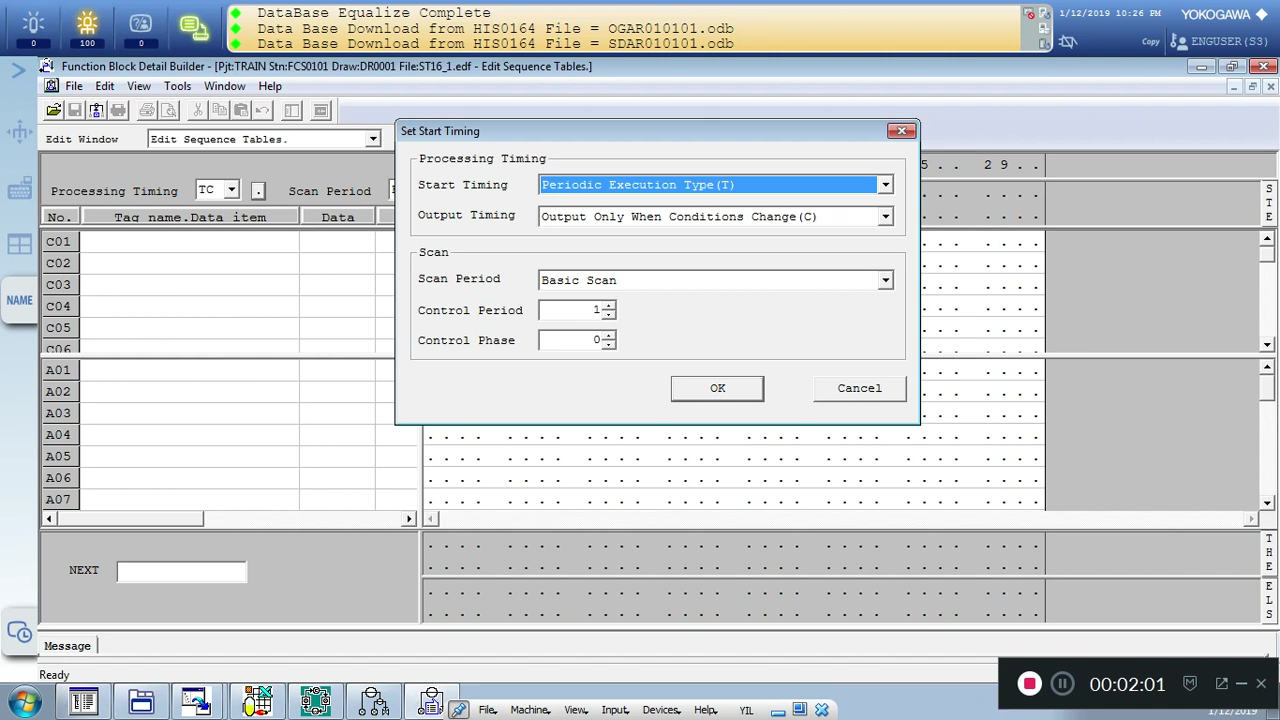 DataBase Equalize Complete
Data Base Download from HIS0164 File = OGAR010101.odb
Data Base Download from HIS0164 File = SDAR010101.odb
0
100
0
1/12/2019 10:26 PM
YOKOGAWA
Copy
ENGUSER (S3)
Function Block Detail Builder - [Pjt:TRAIN Stn:FCS0101 Draw:DR0001 File:ST16_1.edf - Edit Sequence Tables.]
File Edit View Tools Window Help
Edit Window Edit Sequence Tables.
Set Start Timing
Processing Timing
Start Timing Periodic Execution Type(T)
Output Timing Output Only When Conditions Change(C)
Scan
Scan Period Basic Scan
Control Period 1
Control Phase 0
OK Cancel
Processing Timing TC . Scan Period
29
No. Tag name.Data item Data
STE
C01
C02
C03
C04
C05
C06
A01
A02
A03
A04
A05
A06
A07
NAME
NEXT
THE
ELS
Message
Ready
00:02:01
File, Machine, View, Input, Devices, Help, YIL
1/12/2019